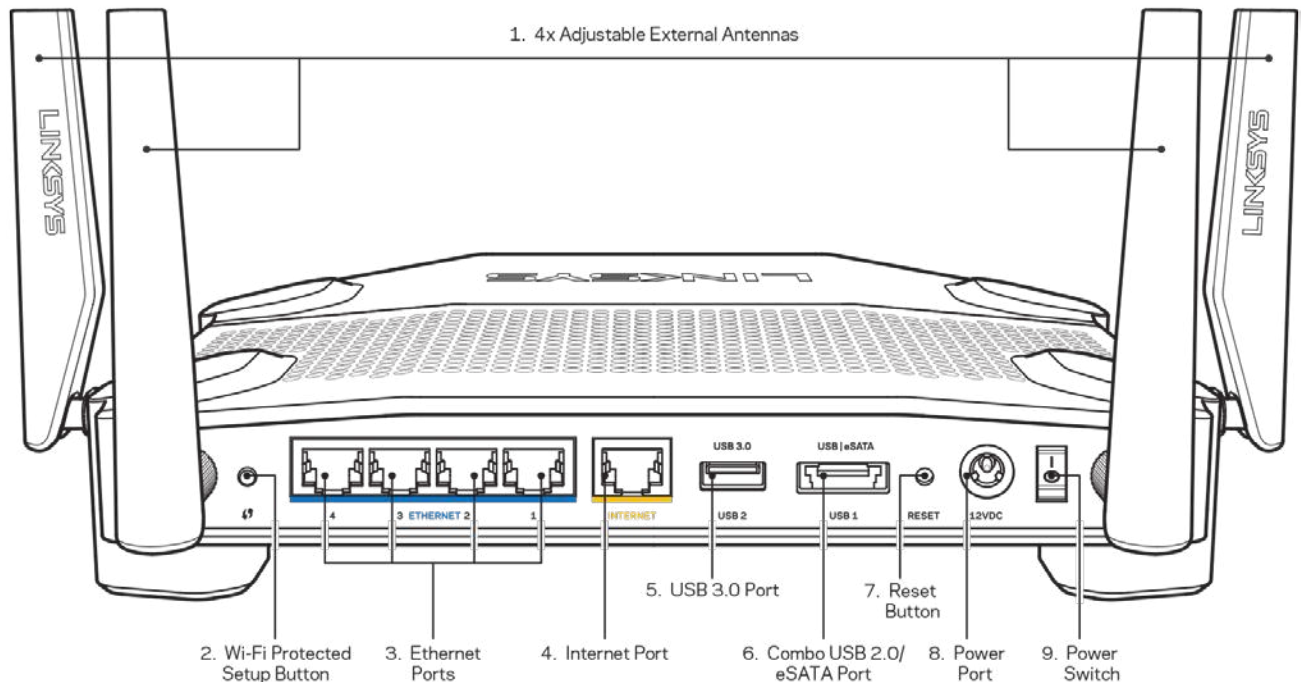 1. 4x Adjustable External Antennas
LINKSYS
LINKSYS
LINKSYS
USB 3.0
USB | eSATA
4
3 ETHERNET 2
1
INTERNET
USB 2
USB 1
RESET
12VDC
5. USB 3.0 Port
7. Reset
Button
2. Wi-Fi Protected
Setup Button
3. Ethernet
Ports
4. Internet Port
6. Combo USB 2.0/
eSATA Port
8. Power
Port
9. Power
Switch